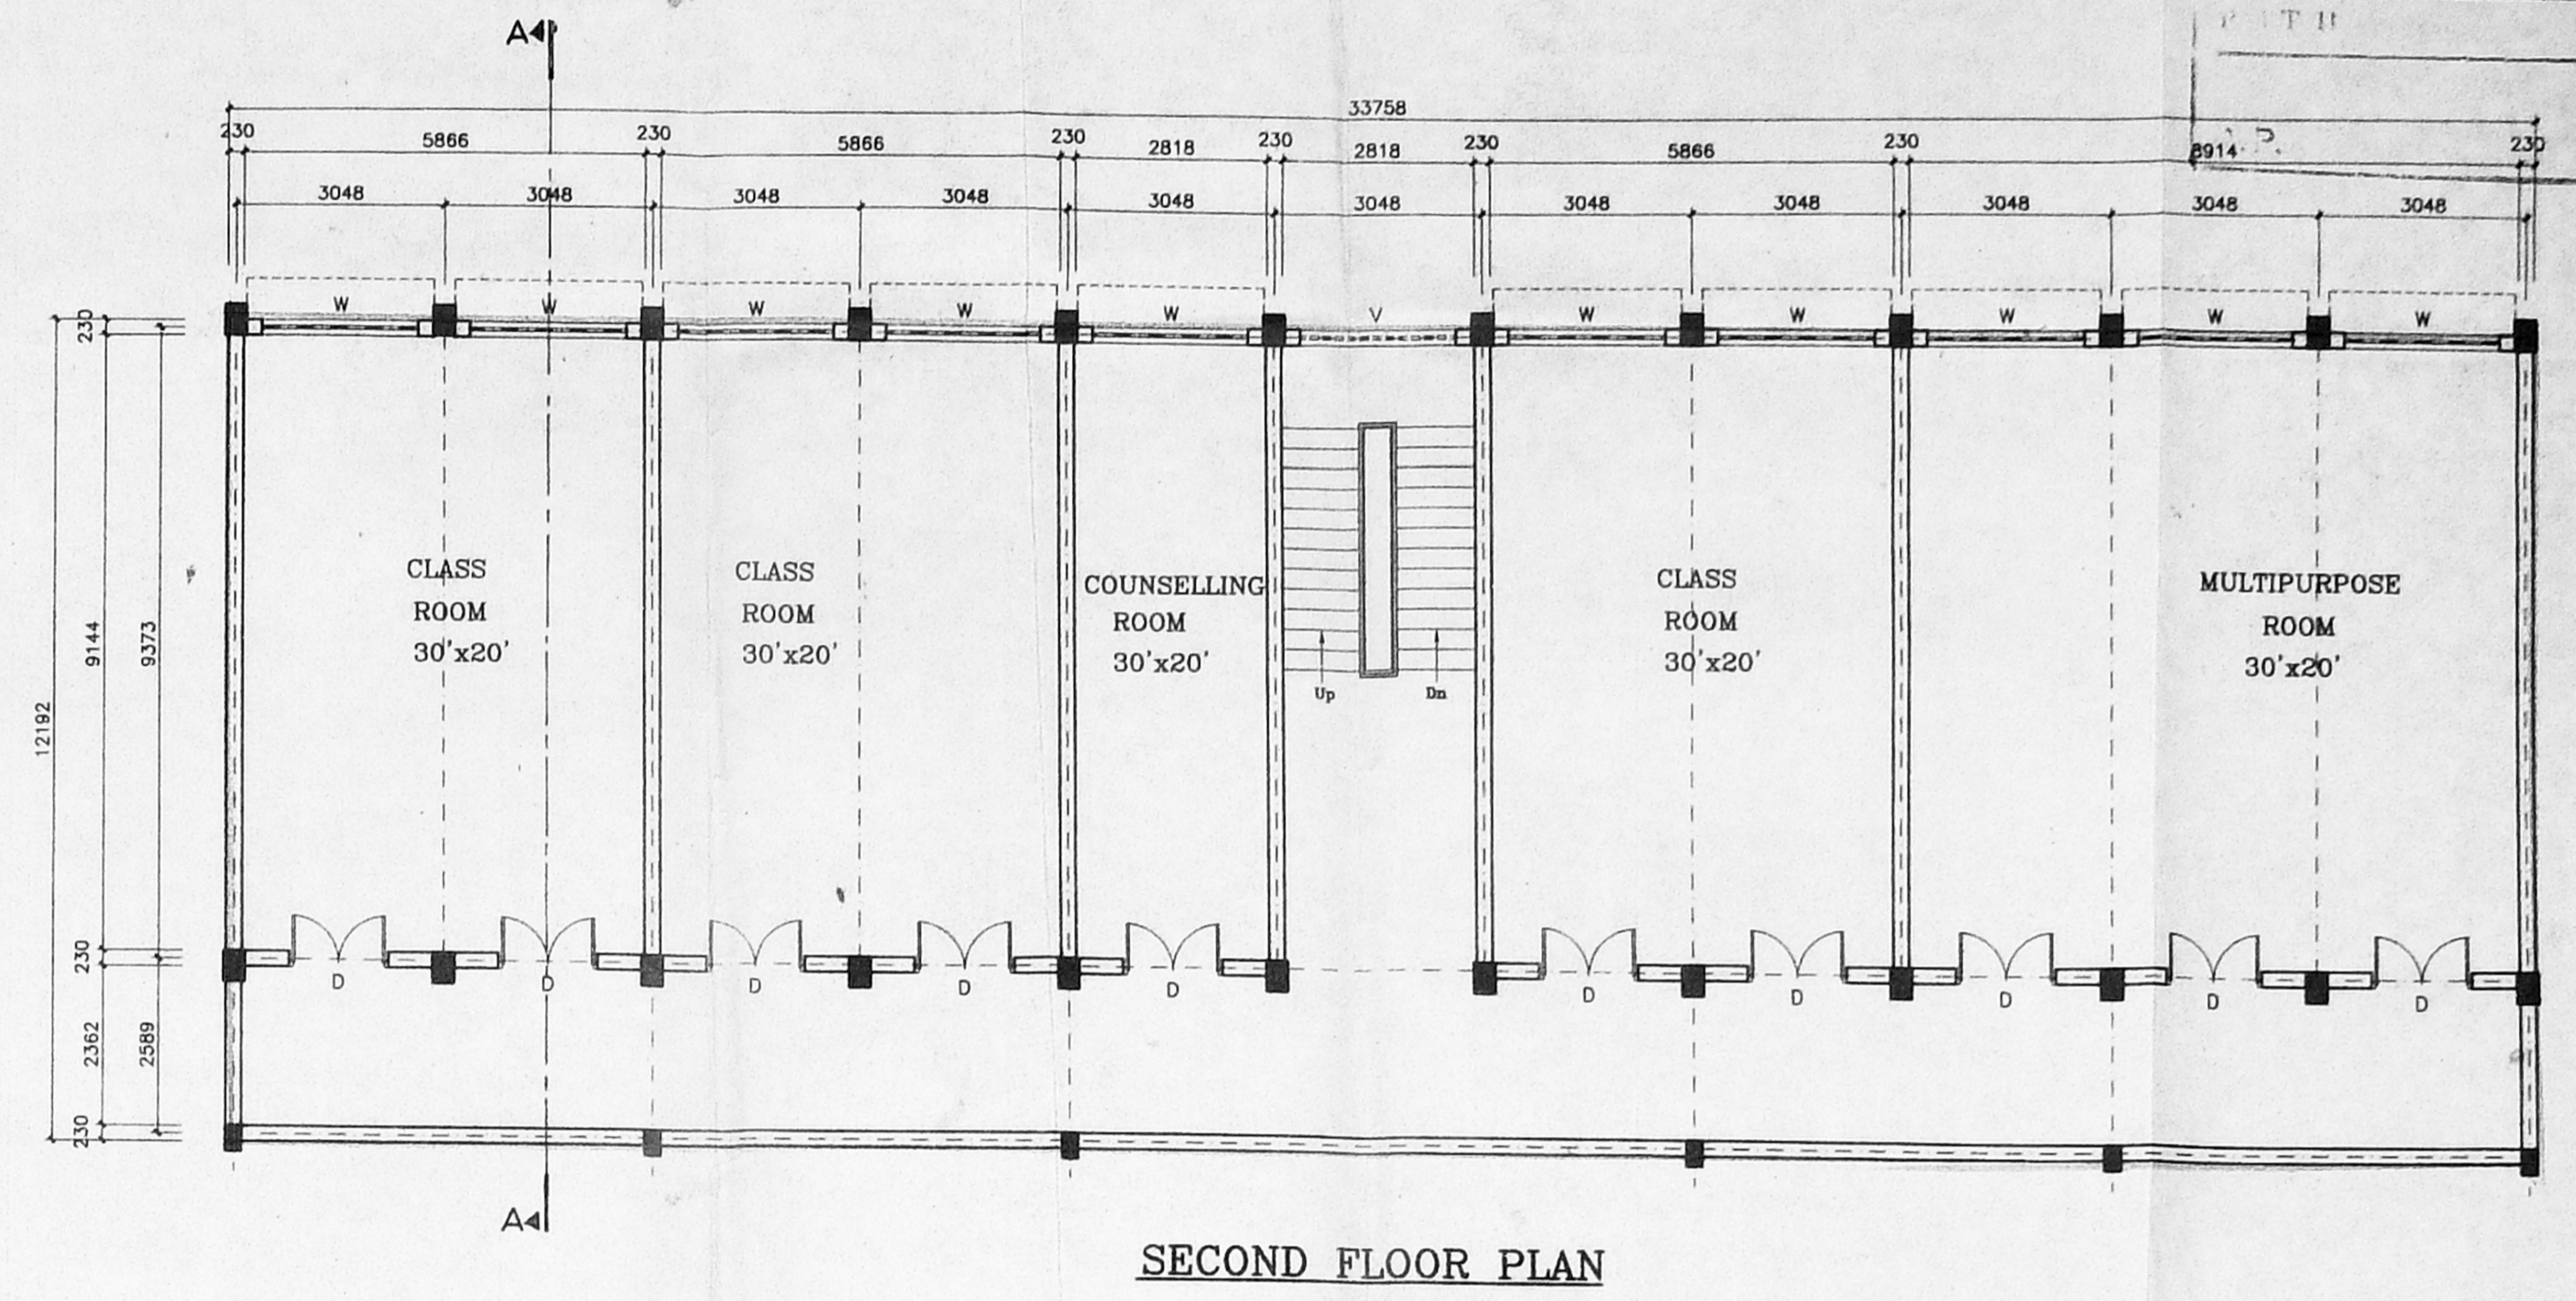 A
33758
230 5866 230 5866 230 2818 230 2818 230 5866 230 8914 230
3048 3048 3048 3048 3048 3048 3048 3048 3048 3048 3048
W W W W W V W W W W W
230
9144
9373
12192
230
2362
2589
230
CLASS
ROOM
30'x20'
CLASS
ROOM
30'x20'
COUNSELLING
ROOM
30'x20'
Up Dn
CLASS
ROOM
30'x20'
MULTIPURPOSE
ROOM
30'x20'
D D D D D D D D D D
A
SECOND FLOOR PLAN